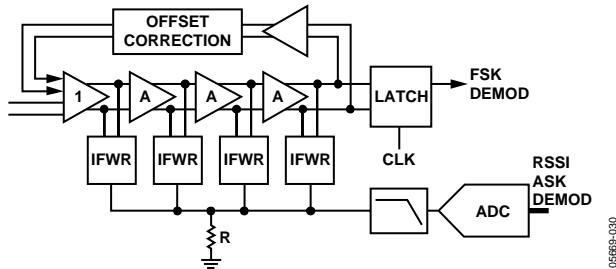 OFFSET
CORRECTION
1
A
A
A
LATCH
FSK
DEMOD
IFWR
IFWR
IFWR
IFWR
CLK
RSSI
ASK
DEMOD
ADC
R
05669-030